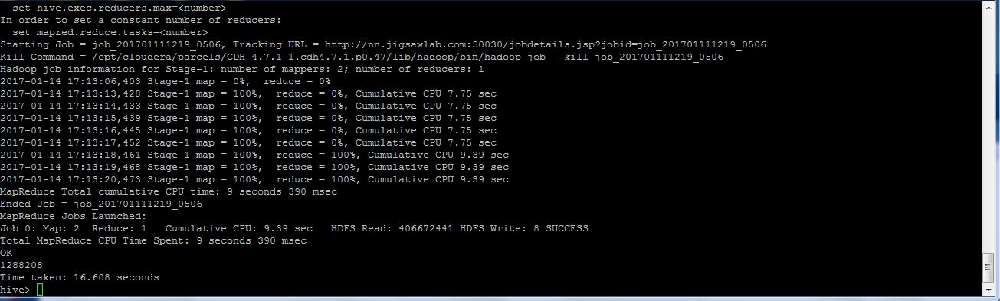 set hive.exec.reducers.max=<number>
In order to set a constant number of reducers:
  set mapred.reduce.tasks=<number>
Starting Job = job_201701111219_0506, Tracking URL = http://nn.jigsawlab.com:50030/jobdetails.jsp?jobid=job_201701111219_0506
Kill Command = /opt/cloudera/parcels/CDH-4.7.1-1.cdh4.7.1.p0.47/lib/hadoop/bin/hadoop job  -kill job_201701111219_0506
Hadoop job information for Stage-1: number of mappers: 2; number of reducers: 1
2017-01-14 17:13:06,403 Stage-1 map = 0%,  reduce = 0%
2017-01-14 17:13:13,428 Stage-1 map = 100%,  reduce = 0%, Cumulative CPU 7.75 sec
2017-01-14 17:13:14,433 Stage-1 map = 100%,  reduce = 0%, Cumulative CPU 7.75 sec
2017-01-14 17:13:15,439 Stage-1 map = 100%,  reduce = 0%, Cumulative CPU 7.75 sec
2017-01-14 17:13:16,445 Stage-1 map = 100%,  reduce = 0%, Cumulative CPU 7.75 sec
2017-01-14 17:13:17,452 Stage-1 map = 100%,  reduce = 0%, Cumulative CPU 7.75 sec
2017-01-14 17:13:18,461 Stage-1 map = 100%,  reduce = 100%, Cumulative CPU 9.39 sec
2017-01-14 17:13:19,468 Stage-1 map = 100%,  reduce = 100%, Cumulative CPU 9.39 sec
2017-01-14 17:13:20,473 Stage-1 map = 100%,  reduce = 100%, Cumulative CPU 9.39 sec
MapReduce Total cumulative CPU time: 9 seconds 390 msec
Ended Job = job_201701111219_0506
MapReduce Jobs Launched:
Job 0: Map: 2  Reduce: 1   Cumulative CPU: 9.39 sec   HDFS Read: 406672441 HDFS Write: 8 SUCCESS
Total MapReduce CPU Time Spent: 9 seconds 390 msec
OK
1288208
Time taken: 16.608 seconds
hive>